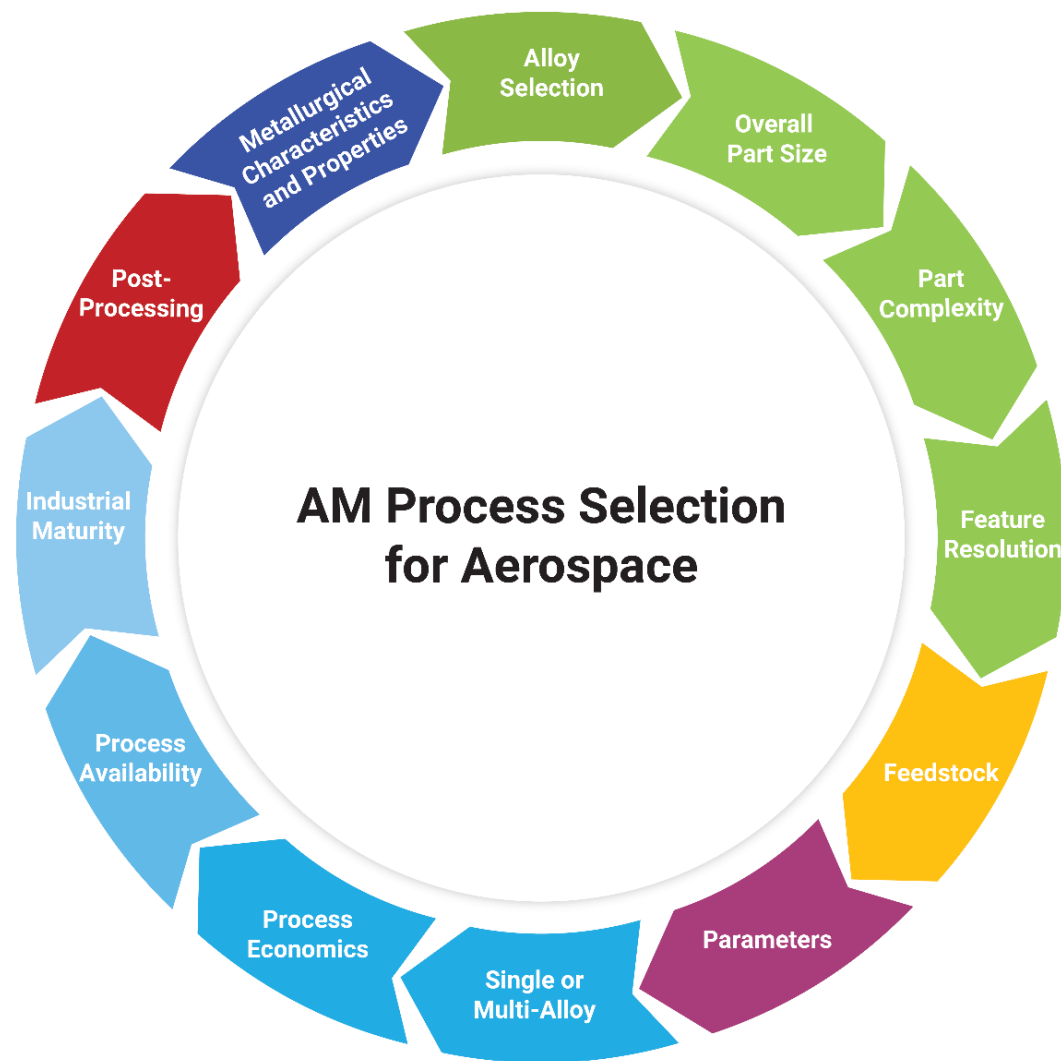 AM Process Selection
for Aerospace
Alloy
Selection
Overall
Part Size
Part
Complexity
Feature
Resolution
Feedstock
Parameters
Single or
Multi-Alloy
Process
Economics
Process
Availability
Industrial
Maturity
Post-
Processing
Metallurgical
Characteristics
and Properties